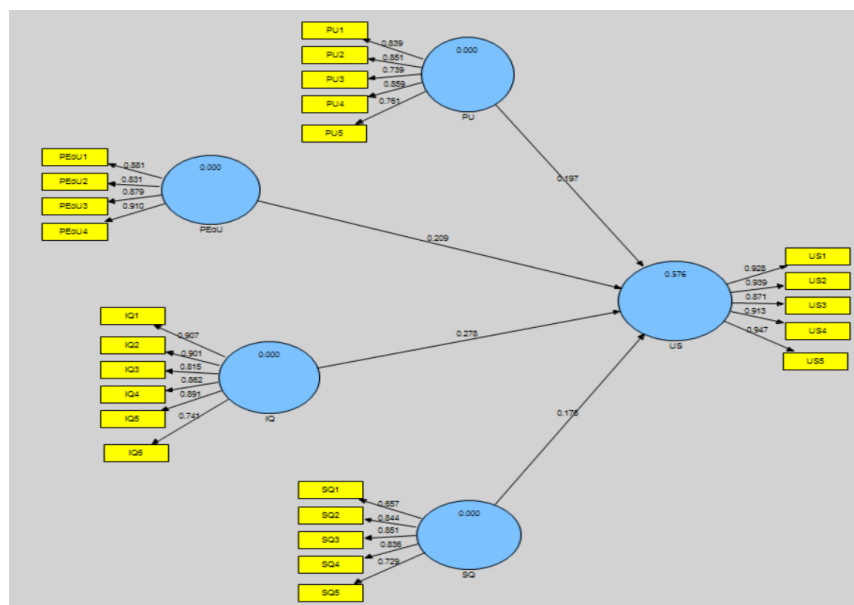 PU1
0.839
PU2
0.851
PU3
0.739
PU4
0.859
PU5
0.761
0.000
PU
0.197
PEoU1
0.881
PEoU2
0.831
PEoU3
0.879
PEoU4
0.910
0.000
PEoU
0.209
US1
0.928
US2
0.939
US3
0.871
US4
0.913
US5
0.947
0.576
US
IQ1
0.907
IQ2
0.901
IQ3
0.815
IQ4
0.862
IQ5
0.891
IQ6
0.741
0.000
IQ
0.278
0.176
SQ1
0.657
SQ2
0.844
SQ3
0.851
SQ4
0.836
SQ5
0.729
0.000
SQ